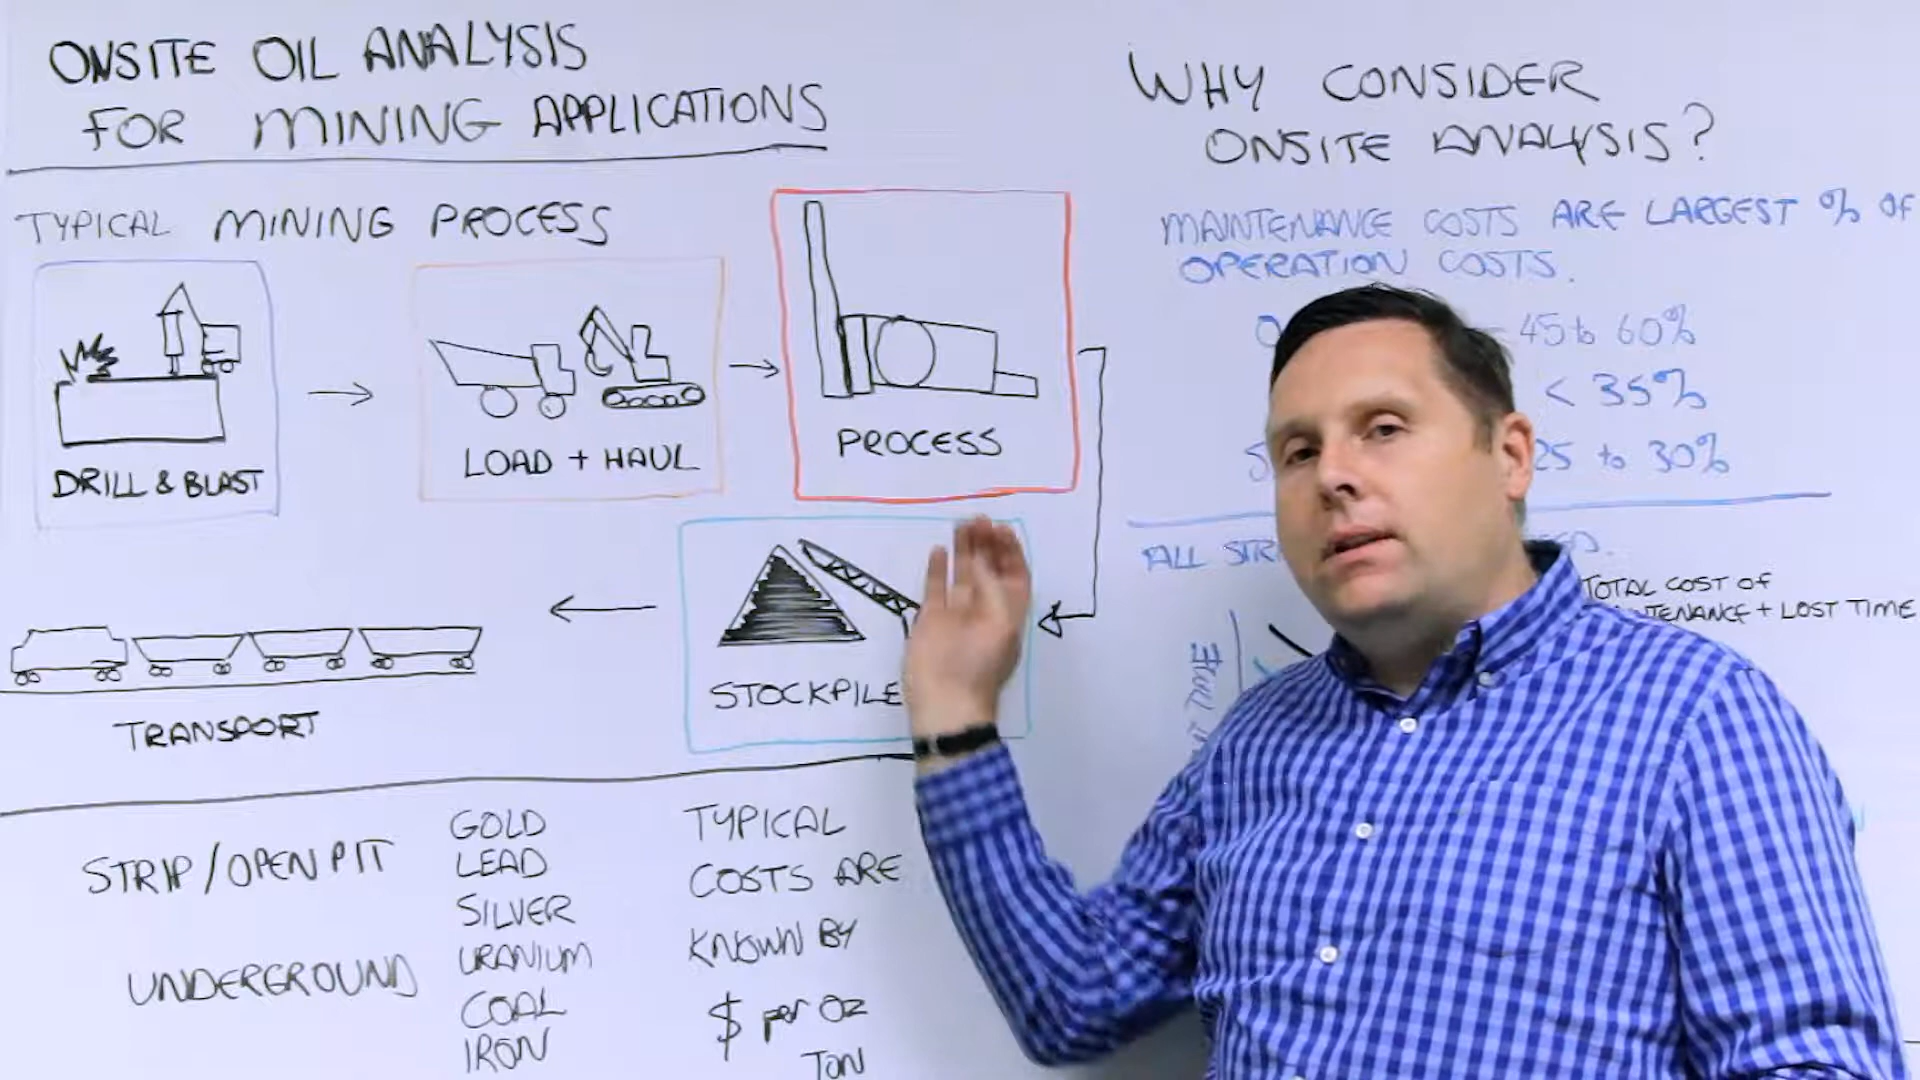 ONSITE OIL ANALYSIS
FOR MINING APPLICATIONS
TYPICAL MINING PROCESS
DRILL & BLAST
LOAD + HAUL
PROCESS
STOCKPILE
TRANSPORT
STRIP/OPEN PIT
UNDERGROUND
GOLD
LEAD
SILVER
URANIUM
COAL
IRON
TYPICAL
COSTS ARE
KNOWN BY
$ per OZ
TON
WHY CONSIDER
ONSITE ANALYSIS?
MAINTENANCE COSTS ARE LARGEST % OF
OPERATION COSTS.
45 to 60%
< 35%
25 to 30%
ALL
TOTAL COST OF
+ LOST TIME